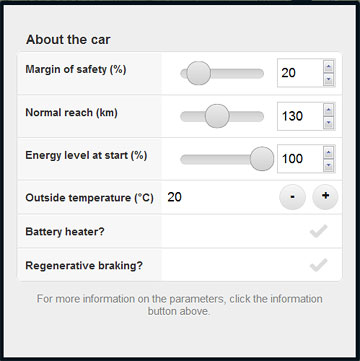 About the car
Margin of safety (%) 20
Normal reach (km) 130
Energy level at start (%) 100
Outside temperature (°C) 20 - +
Battery heater?
Regenerative braking?
For more information on the parameters, click the information
button above.